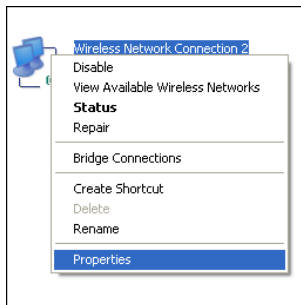 Wireless Network Connection 2
Disable
View Available Wireless Networks
Status
Repair
Bridge Connections
Create Shortcut
Delete
Rename
Properties